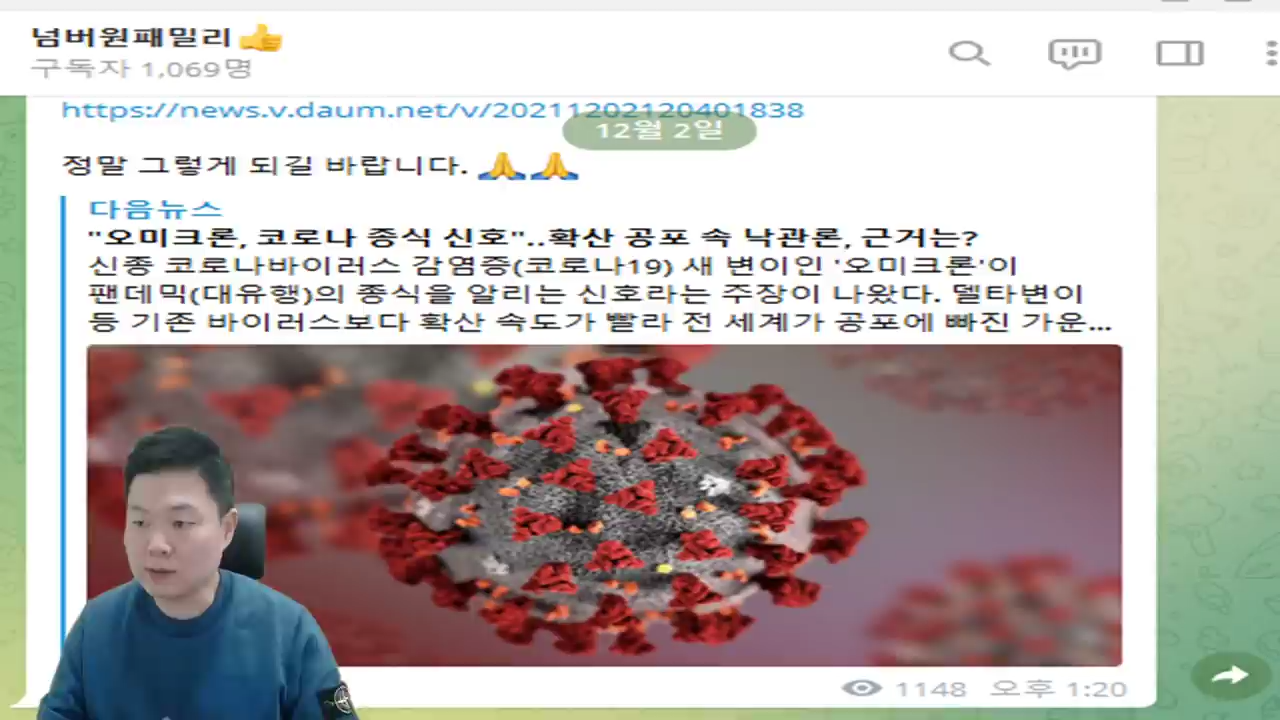 넘버원패밀리👍
구독자 1,069명
https://news.v.daum.net/v/20211202120401838
12월 2일
정말 그렇게 되길 바랍니다. 🙏🙏
다음뉴스
"오미크론, 코로나 종식 신호"..확산 공포 속 낙관론, 근거는?
신종 코로나바이러스 감염증(코로나19) 새 변이인 '오미크론'이
팬데믹(대유행)의 종식을 알리는 신호라는 주장이 나왔다. 델타변이
등 기존 바이러스보다 확산 속도가 빨라 전 세계가 공포에 빠진 가운...
1148 오후 1:20